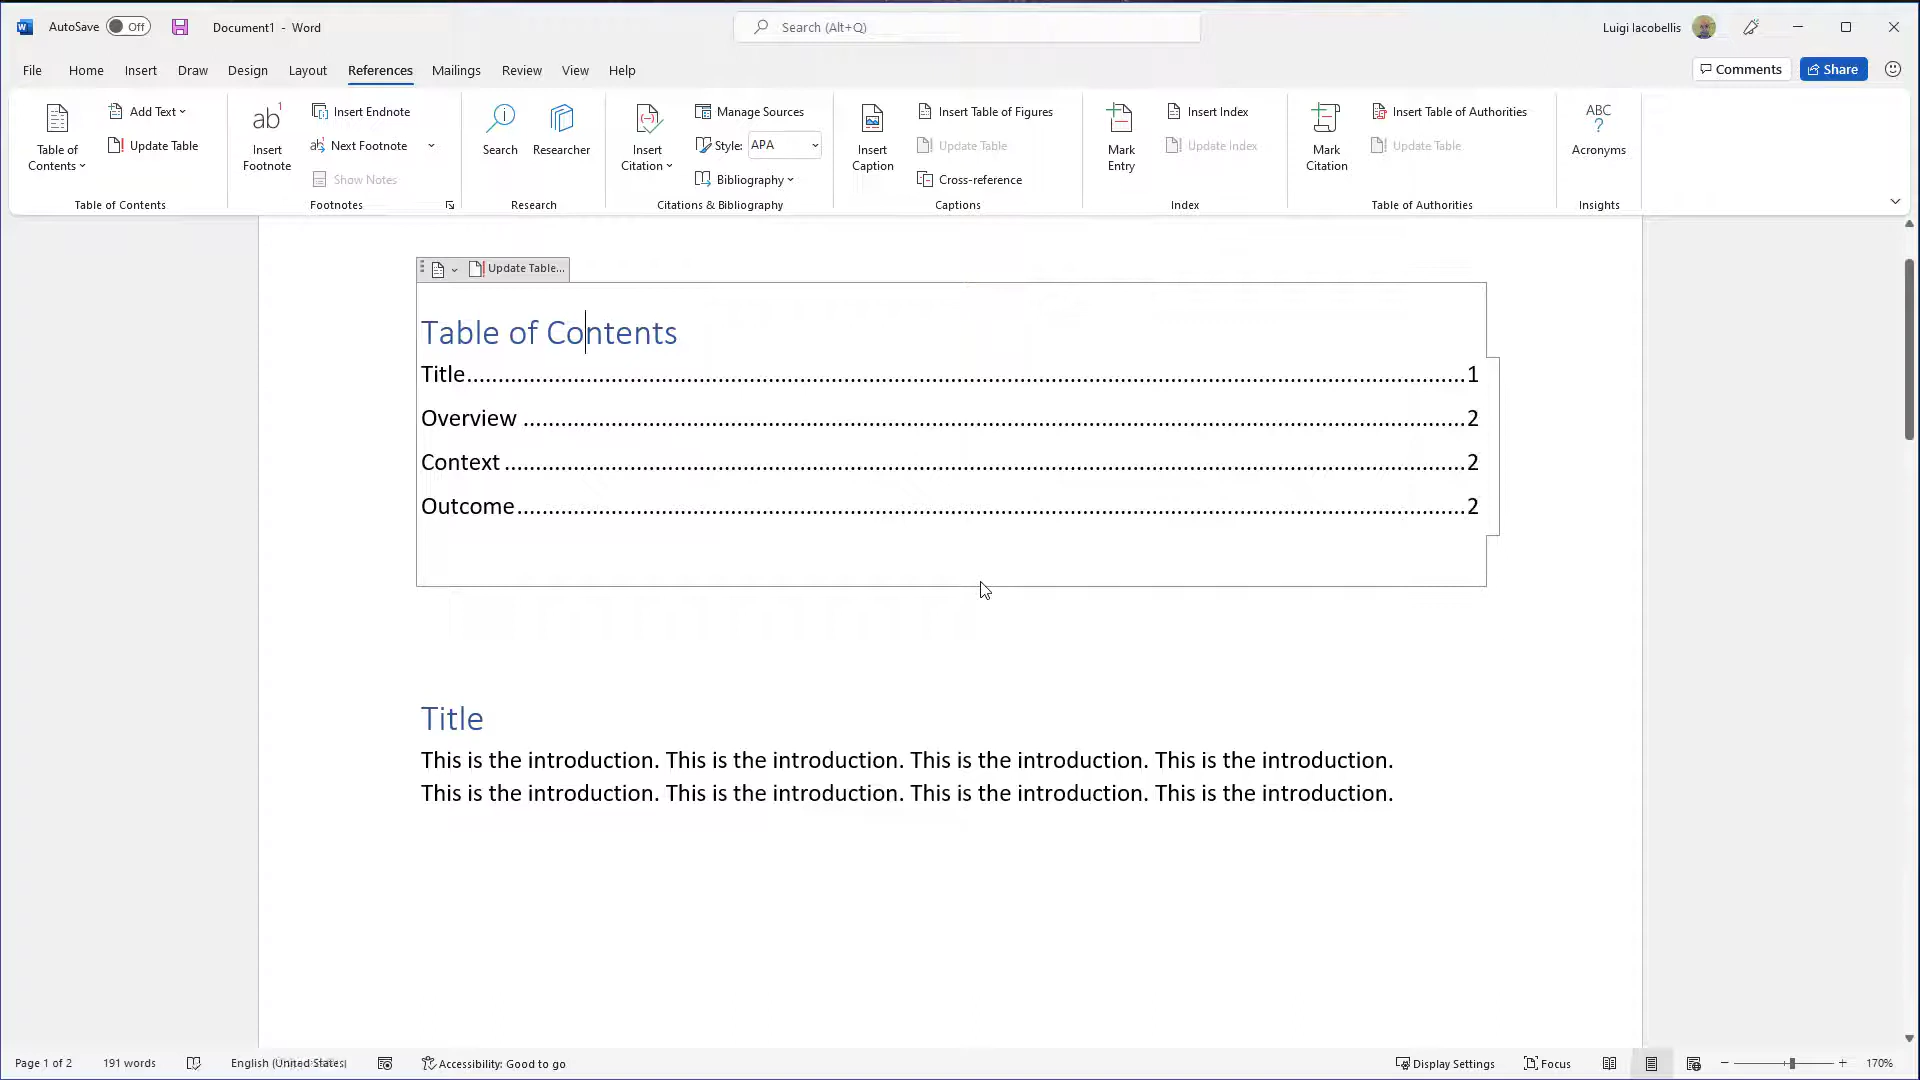 AutoSave Off Document1 - Word Search (Alt+Q) Luigi Iacobellis
File Home Insert Draw Design Layout References Mailings Review View Help Comments Share
Table of Contents
Add Text
Update Table
Table of Contents
ab1
Insert Footnote
Insert Endnote
Next Footnote
Show Notes
Footnotes
Search
Researcher
Research
Insert Citation
Manage Sources
Style: APA
Bibliography
Citations & Bibliography
Insert Caption
Insert Table of Figures
Update Table
Cross-reference
Captions
Mark Entry
Insert Index
Update Index
Index
Mark Citation
Insert Table of Authorities
Update Table
Table of Authorities
ABC
?
Acronyms
Insights
Update Table...
Table of Contents
Title................................................................................1
Overview ................................................................................2
Context ................................................................................2
Outcome................................................................................2
Title
This is the introduction. This is the introduction. This is the introduction. This is the introduction.
This is the introduction. This is the introduction. This is the introduction. This is the introduction.
Page 1 of 2 191 words English (United States) Accessibility: Good to go Display Settings Focus 170%